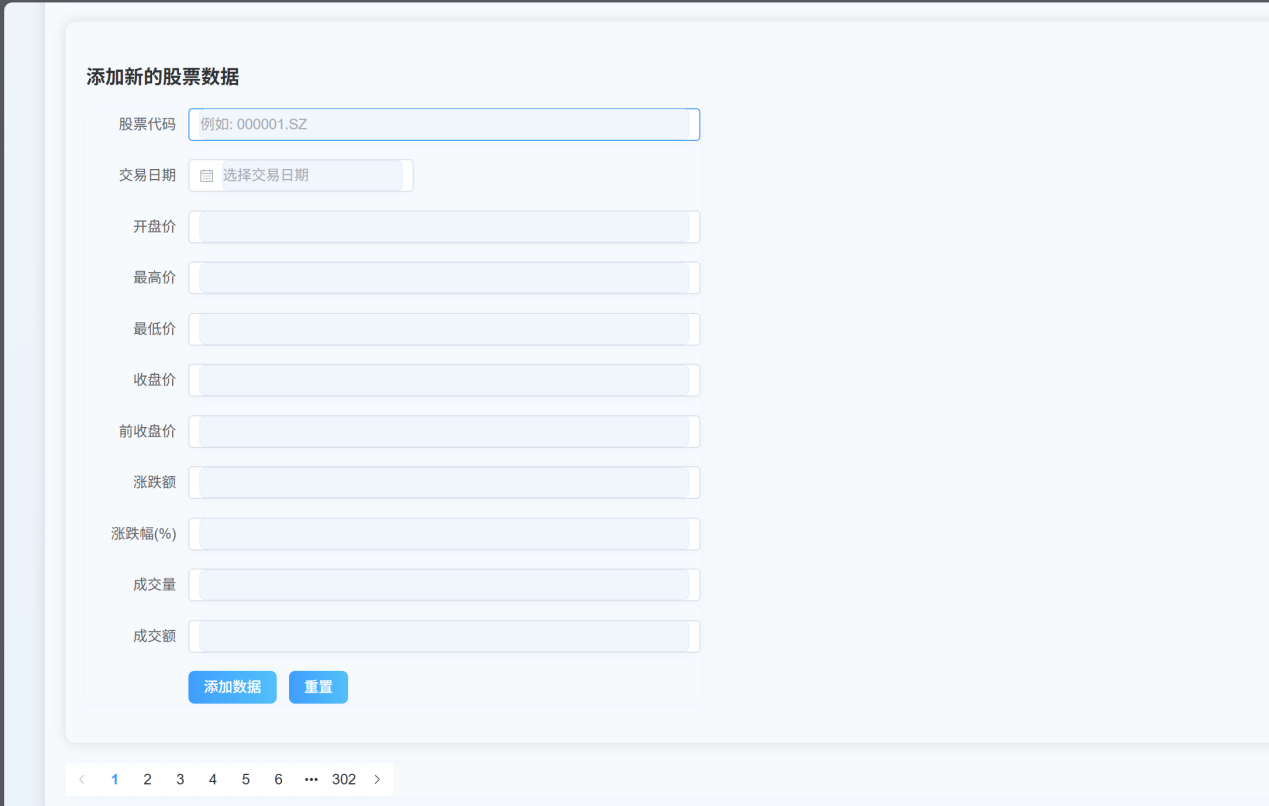 添加新的股票数据
股票代码 例如: 000001.SZ
交易日期 选择交易日期
开盘价
最高价
最低价
收盘价
前收盘价
涨跌额
涨跌幅(%)
成交量
成交额
添加数据 重置
1 2 3 4 5 6 ••• 302